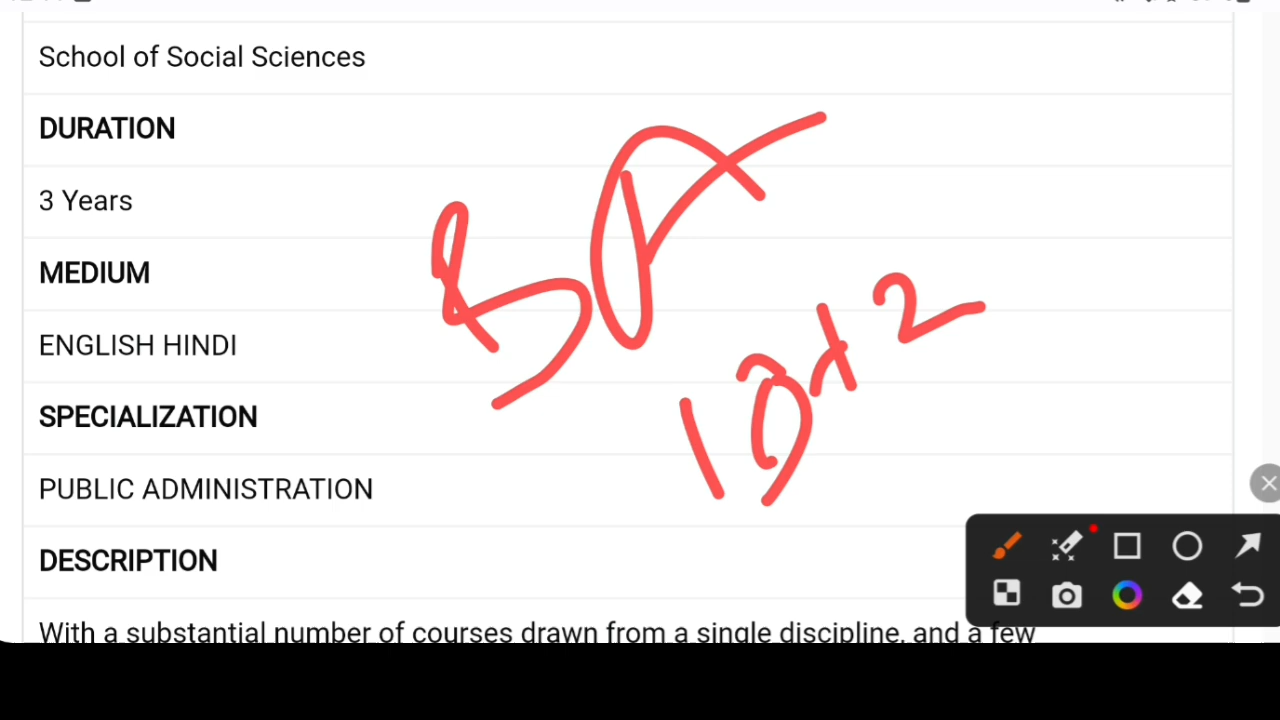 School of Social Sciences
DURATION
3 Years
MEDIUM
ENGLISH HINDI
SPECIALIZATION
PUBLIC ADMINISTRATION
DESCRIPTION
With a substantial number of courses drawn from a single discipline, and a few
BA
10+2